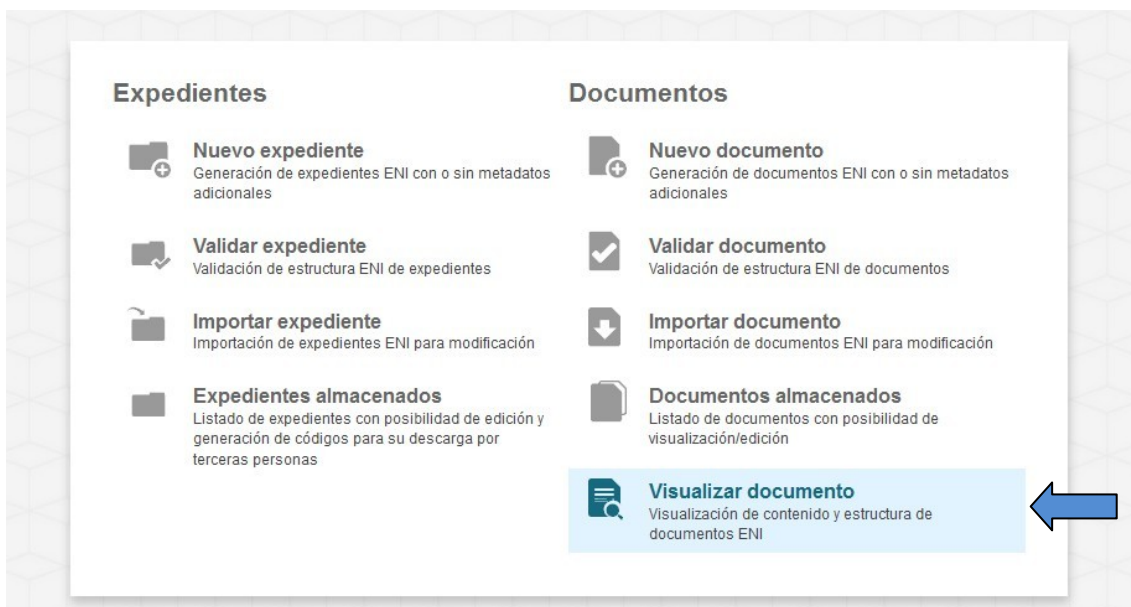 Expedientes
Nuevo expediente
Generación de expedientes ENI con o sin metadatos
adicionales
Validar expediente
Validación de estructura ENI de expedientes
Importar expediente
Importación de expedientes ENI para modificación
Expedientes almacenados
Listado de expedientes con posibilidad de edición y
generación de códigos para su descarga por
terceras personas
Documentos
Nuevo documento
Generación de documentos ENI con o sin metadatos
adicionales
Validar documento
Validación de estructura ENI de documentos
Importar documento
Importación de documentos ENI para modificación
Documentos almacenados
Listado de documentos con posibilidad de
visualización/edición
Visualizar documento
Visualización de contenido y estructura de
documentos ENI